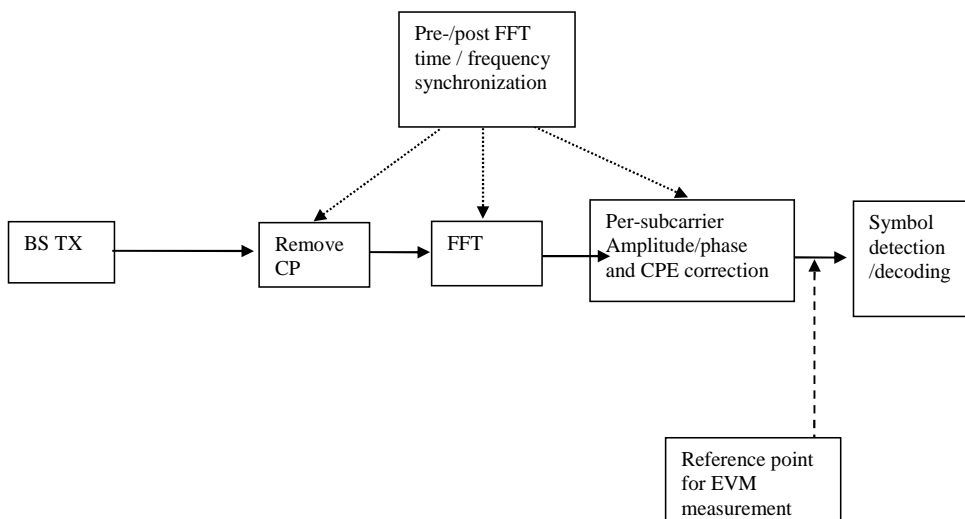 Pre-/post FFT
time / frequency
synchronization
BS TX
Remove
CP
FFT
Per-subcarrier
Amplitude/phase
and CPE correction
Symbol
detection
/decoding
Reference point
for EVM
measurement